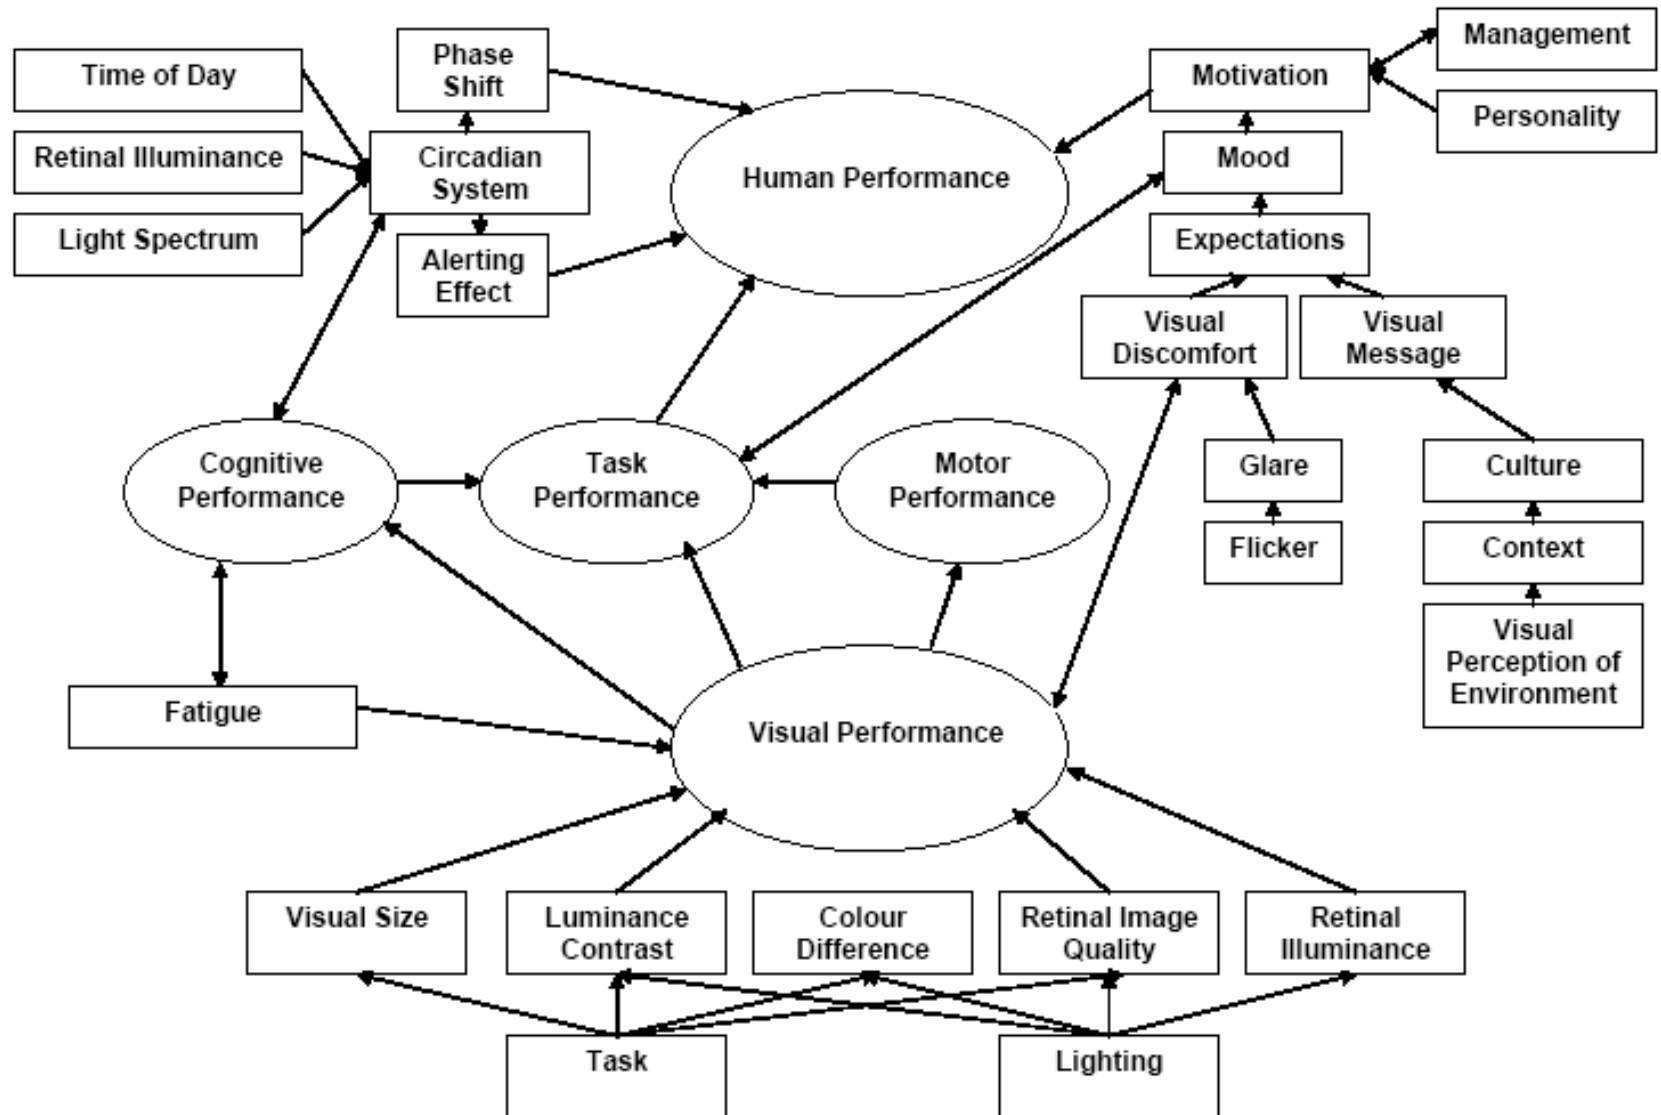 Time of Day
Retinal Illuminance
Light Spectrum
Phase
Shift
Circadian
System
Alerting
Effect
Human Performance
Motivation
Management
Personality
Mood
Expectations
Visual
Discomfort
Visual
Message
Glare
Flicker
Culture
Context
Visual
Perception of
Environment
Cognitive
Performance
Task
Performance
Motor
Performance
Fatigue
Visual Performance
Visual Size
Luminance
Contrast
Colour
Difference
Retinal Image
Quality
Retinal
Illuminance
Task
Lighting